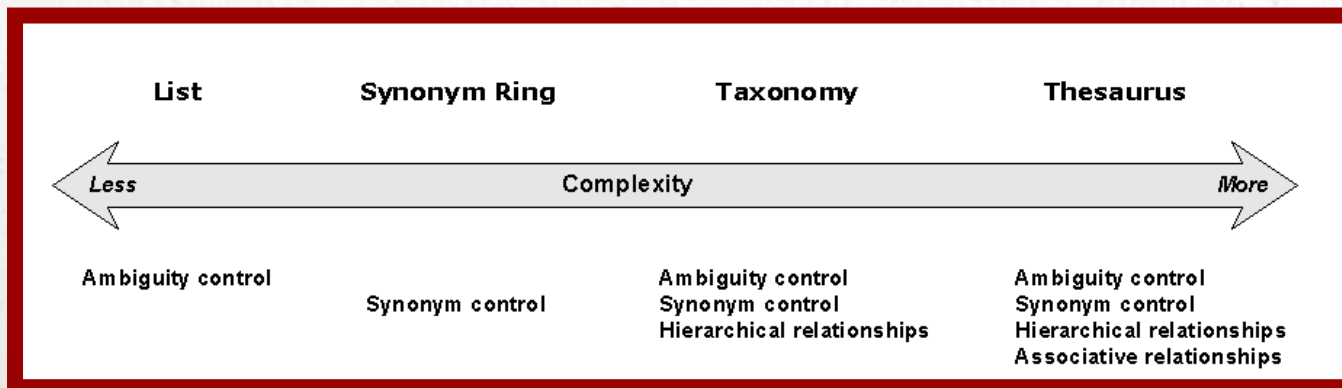 List Synonym Ring Taxonomy Thesaurus
Less Complexity More
Ambiguity control Ambiguity control Ambiguity control
Synonym control Synonym control Synonym control
Hierarchical relationships Hierarchical relationships
Associative relationships